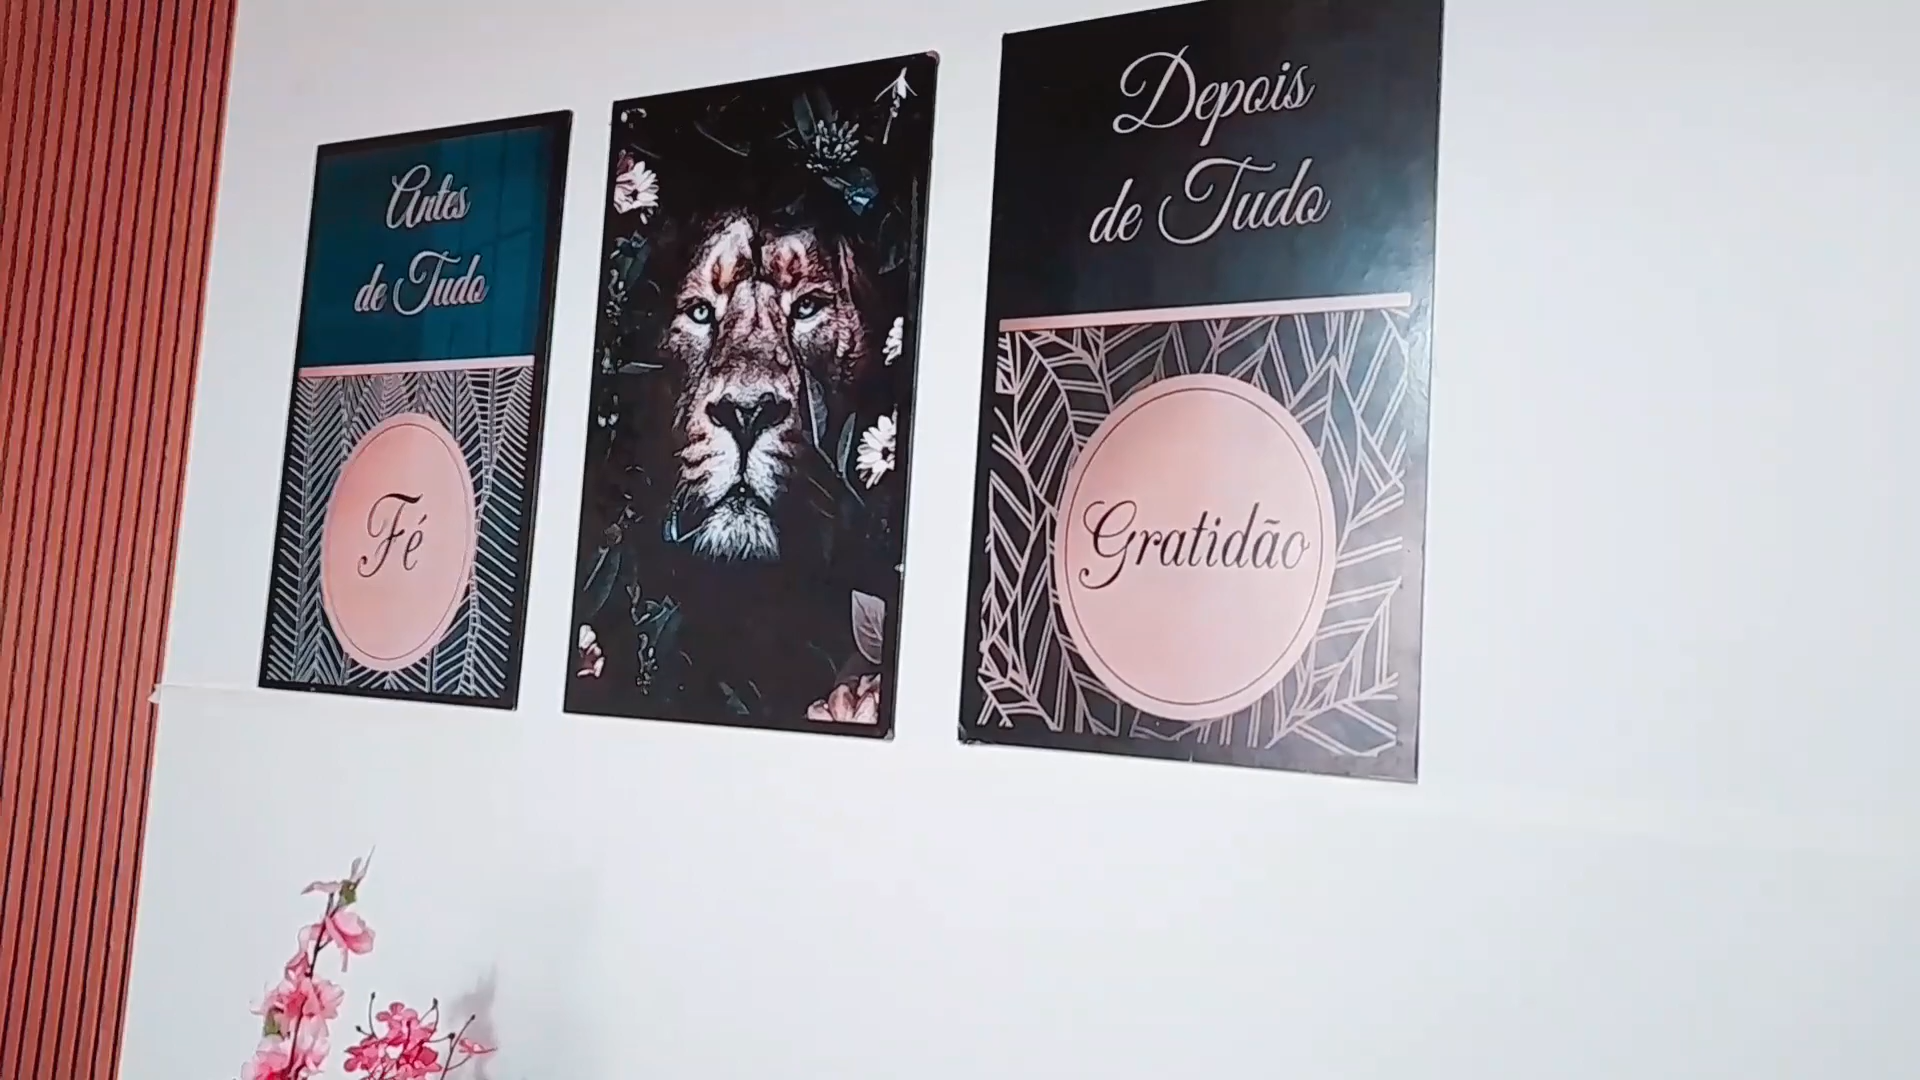 Antes
de Tudo
Fé
Depois
de Tudo
Gratidão